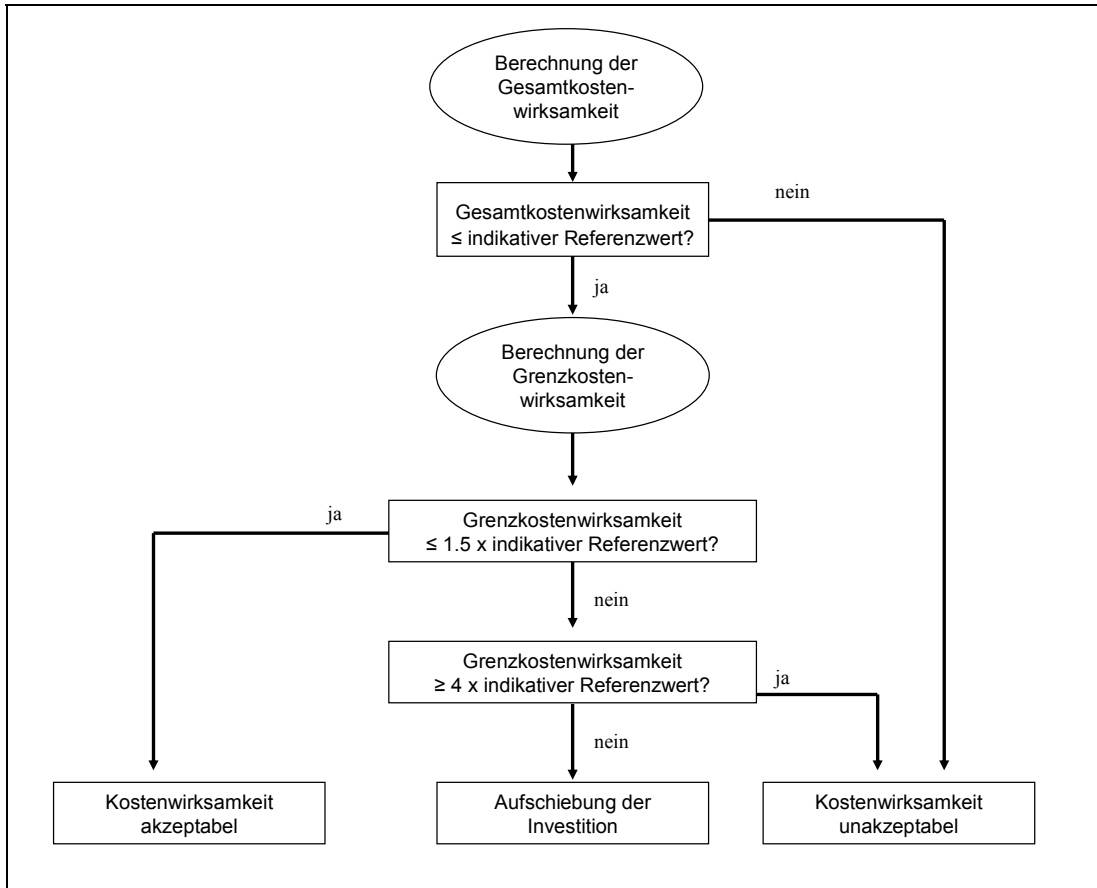 Berechnung der
Gesamtkosten-
wirksamkeit
nein
Gesamtkostenwirksamkeit
≤ indikativer Referenzwert?
ja
Berechnung der
Grenzkosten-
wirksamkeit
ja
Grenzkostenwirksamkeit
≤ 1.5 x indikativer Referenzwert?
nein
Grenzkostenwirksamkeit
≥ 4 x indikativer Referenzwert?
ja
nein
Kostenwirksamkeit
akzeptabel
Aufschiebung der
Investition
Kostenwirksamkeit
unakzeptabel